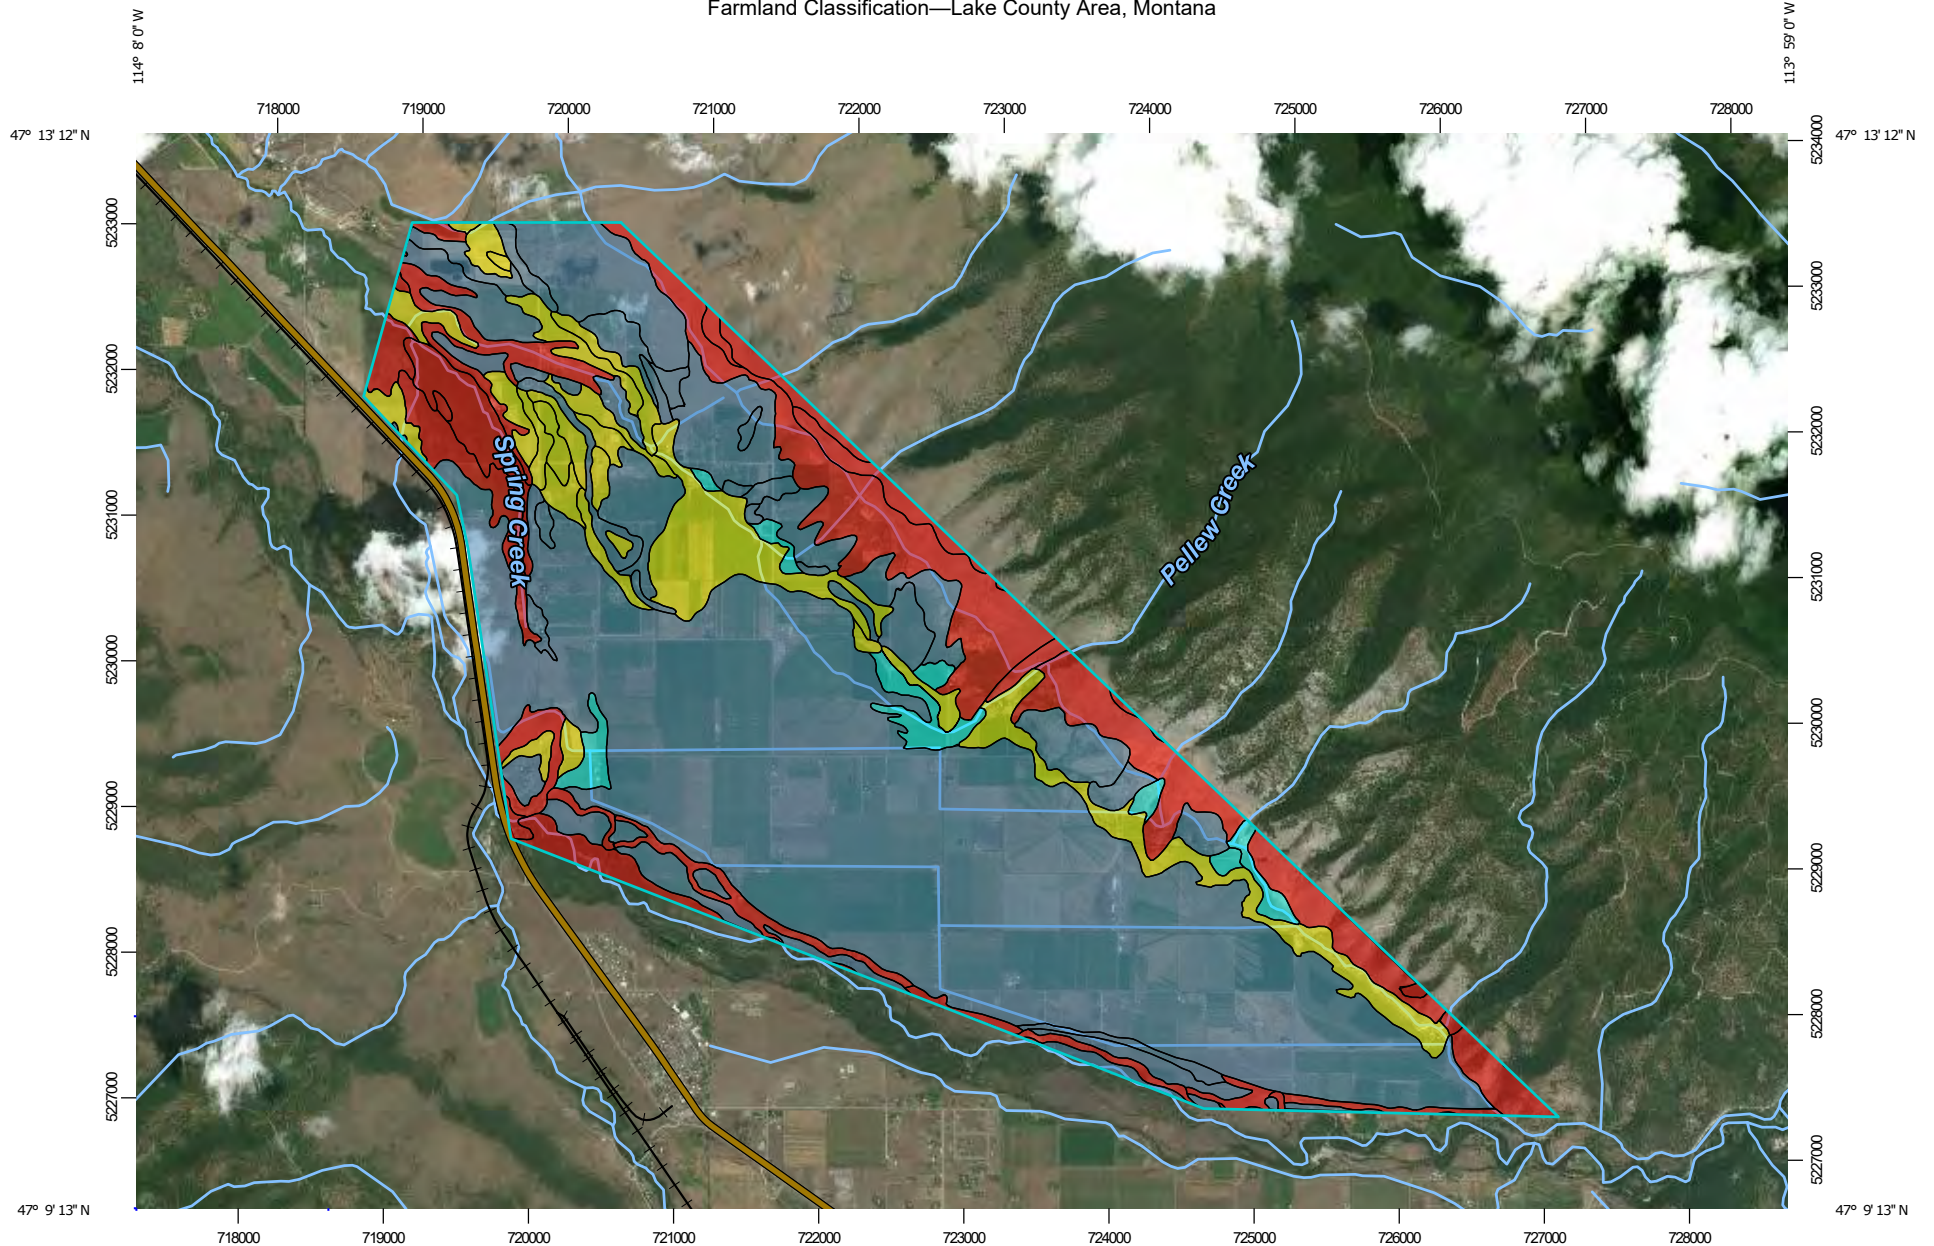 Farmland Classification—Lake County Area, Montana
114° 8' 0" W
113° 59' 0" W
718000 719000 720000 721000 722000 723000 724000 725000 726000 727000 728000
47° 13' 12" N
47° 13' 12" N
5233000
5232000
5231000
5230000
5229000
5228000
5227000
Spring Creek
Pellew Creek
5234000
5233000
5232000
5231000
5230000
5229000
5228000
5227000
47° 9' 13" N
47° 9' 13" N
718000 719000 720000 721000 722000 723000 724000 725000 726000 727000 728000